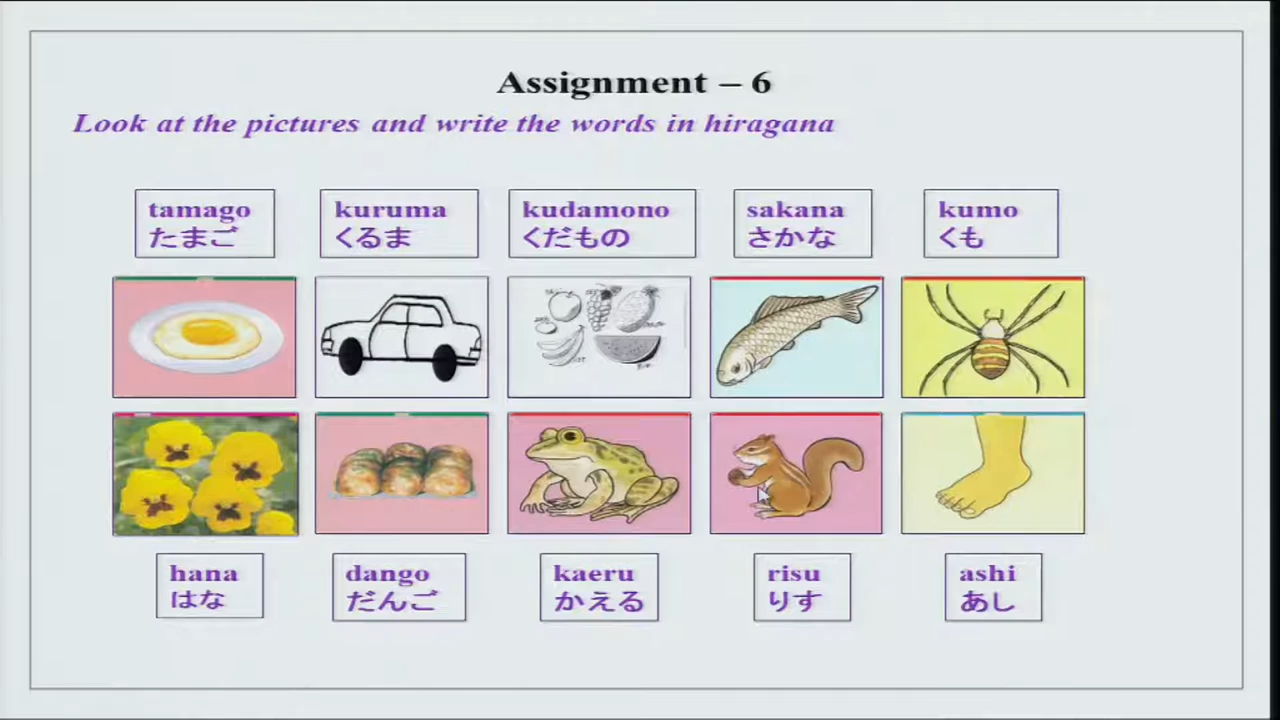 Assignment – 6
Look at the pictures and write the words in hiragana
tamago
たまご
kuruma
くるま
kudamono
くだもの
sakana
さかな
kumo
くも
hana
はな
dango
だんご
kaeru
かえる
risu
りす
ashi
あし